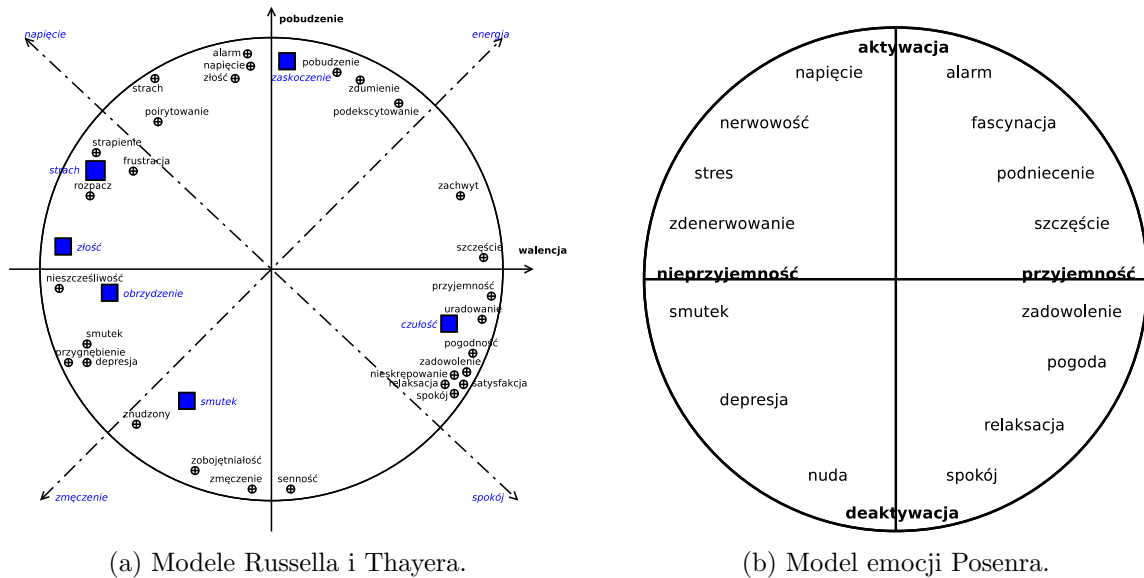 pobudzenie
napięcie
energia
alarm
napięcie
złość
strach
zaskoczenie
pobudzenie
zdumienie
podekscytowanie
poirytowanie
strapienie
frustracja
strach
rozpacz
zachwyt
złość
szczęście
walencja
nieszczęśliwość
obrzydzenie
przyjemność
uradowanie
czułość
smutek
pogodność
przygnębienie
depresja
zadowolenie
nieskrępowanie
relaksacja
satysfakcja
spokój
smutek
znudzony
zobojętniałość
zmęczenie
senność
zmęczenie
spokój
(a) Modele Russella i Thayera.
aktywacja
napięcie
alarm
nerwowość
fascynacja
stres
podniecenie
zdenerwowanie
szczęście
nieprzyjemność
przyjemność
smutek
zadowolenie
pogoda
depresja
relaksacja
nuda
spokój
deaktywacja
(b) Model emocji Posenra.